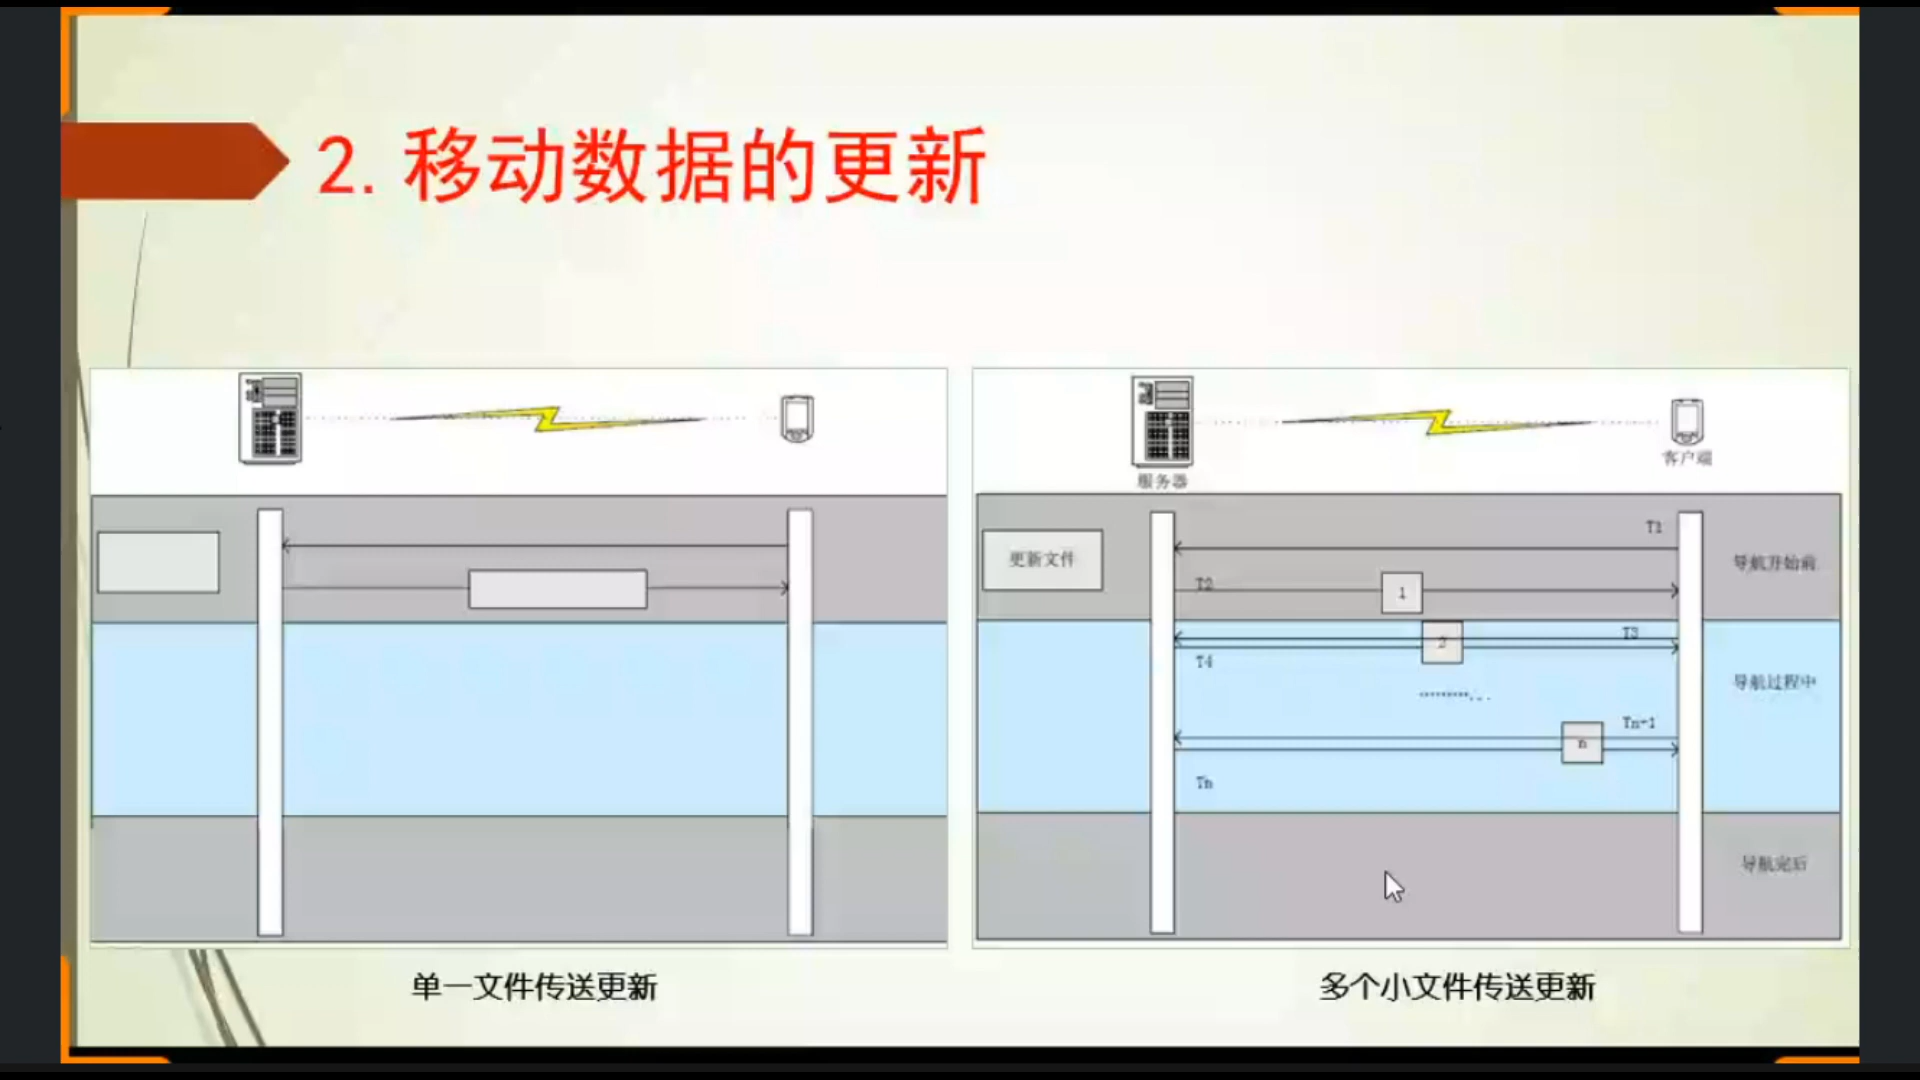 2. 移动数据的更新
服务器
客户端
更新文件
T1
导航开始前
T2
1
T3
2
T4
导航过程中
..........
Tn-1
n
Tn
导航完后
单一文件传送更新
多个小文件传送更新